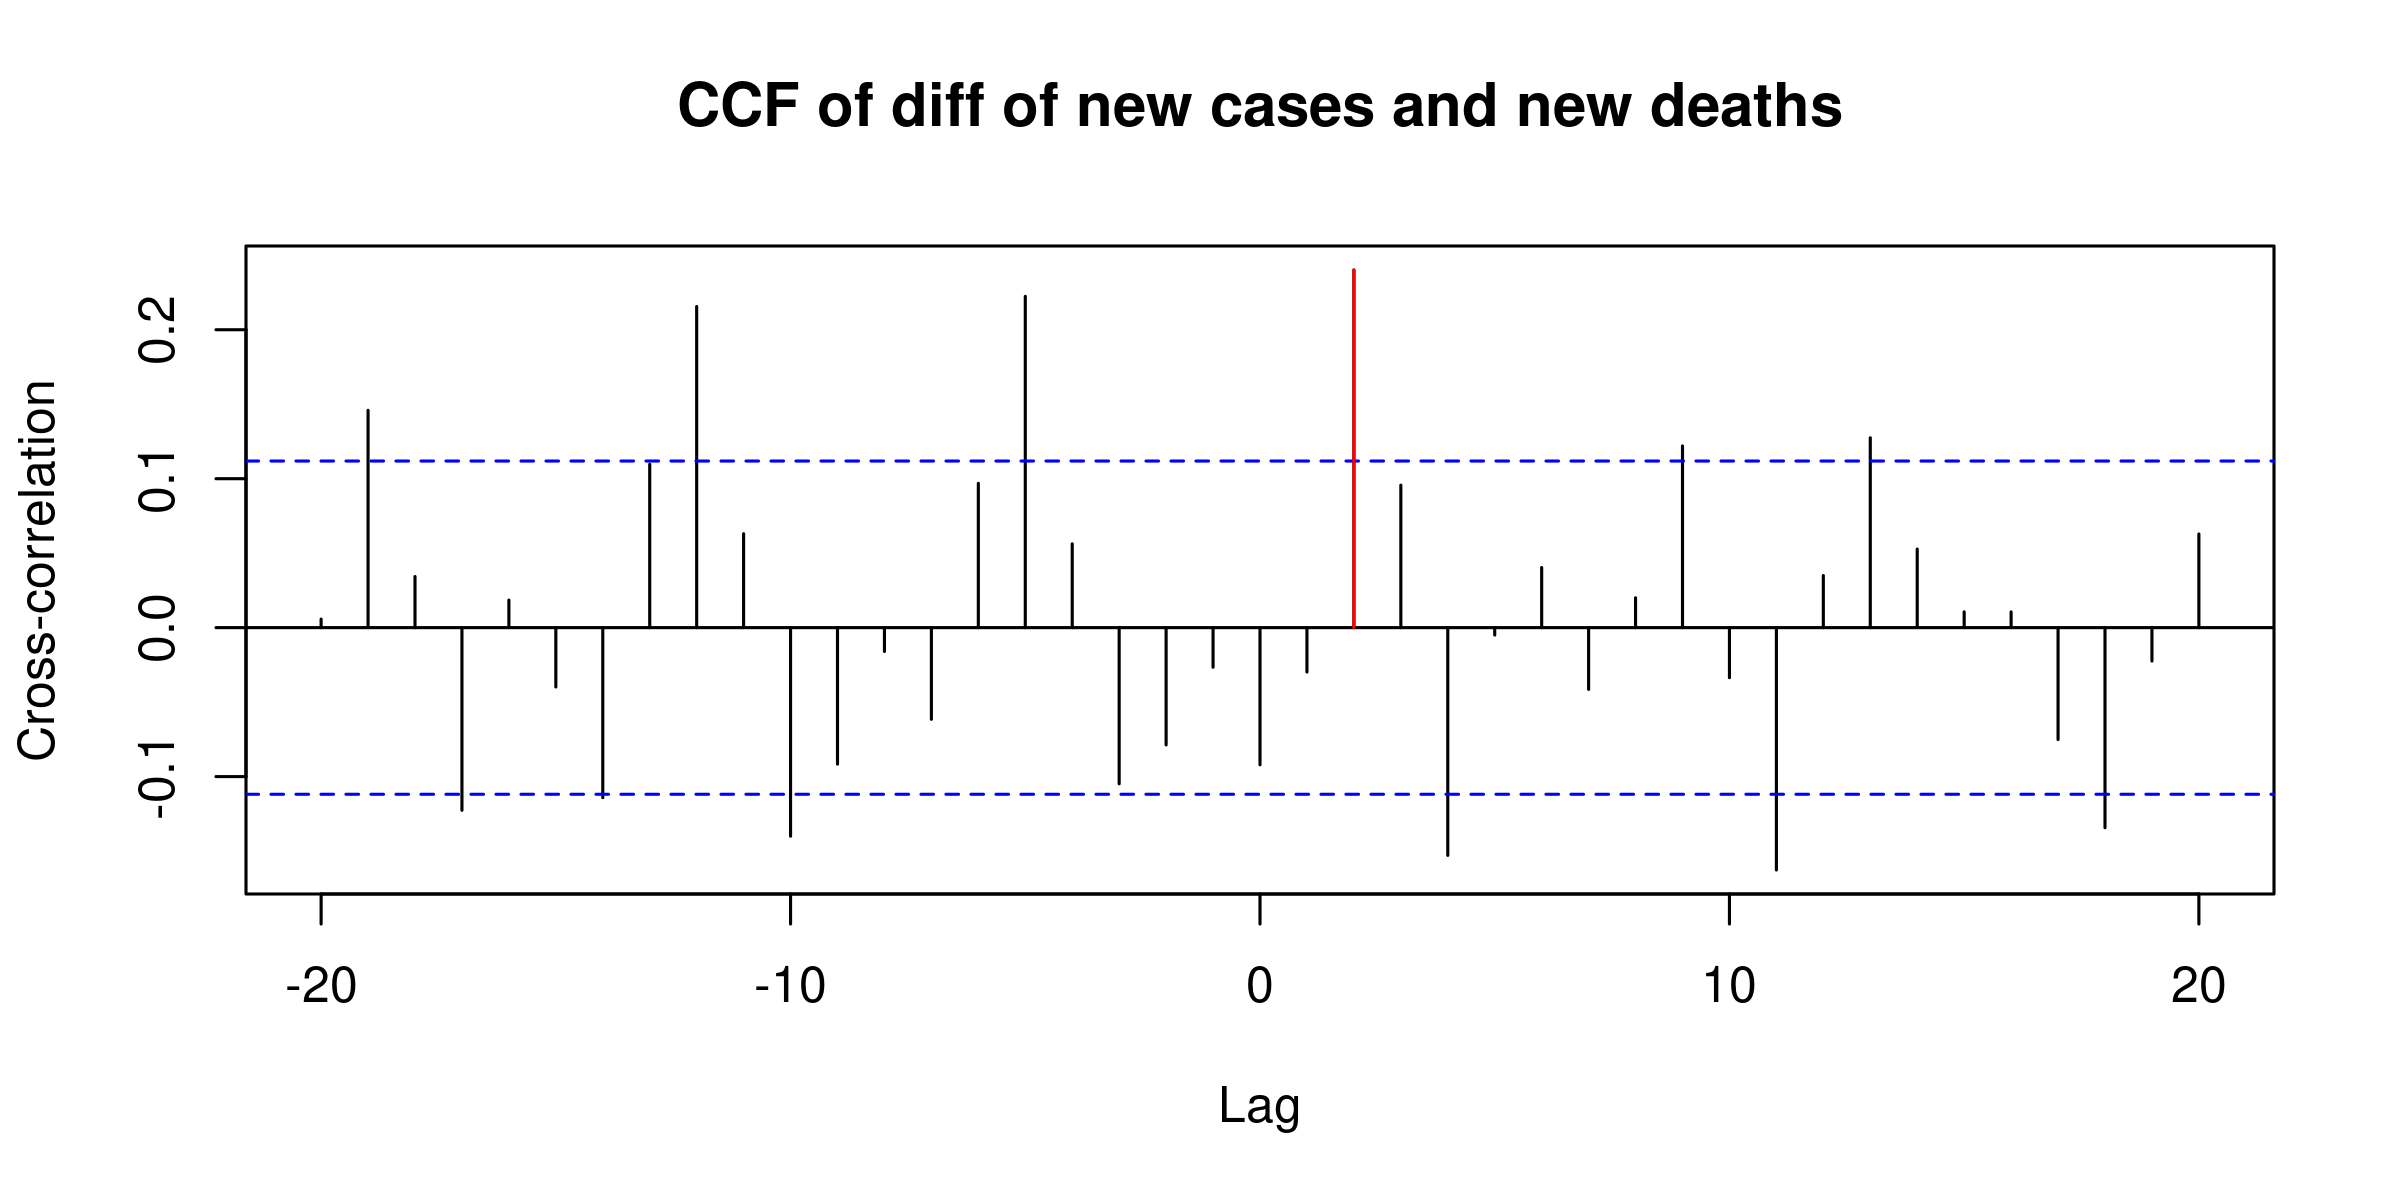 CCF of diff of new cases and new deaths
Cross-correlation
0.2
0.1
0.0
-0.1
-20 -10 0 10 20
Lag